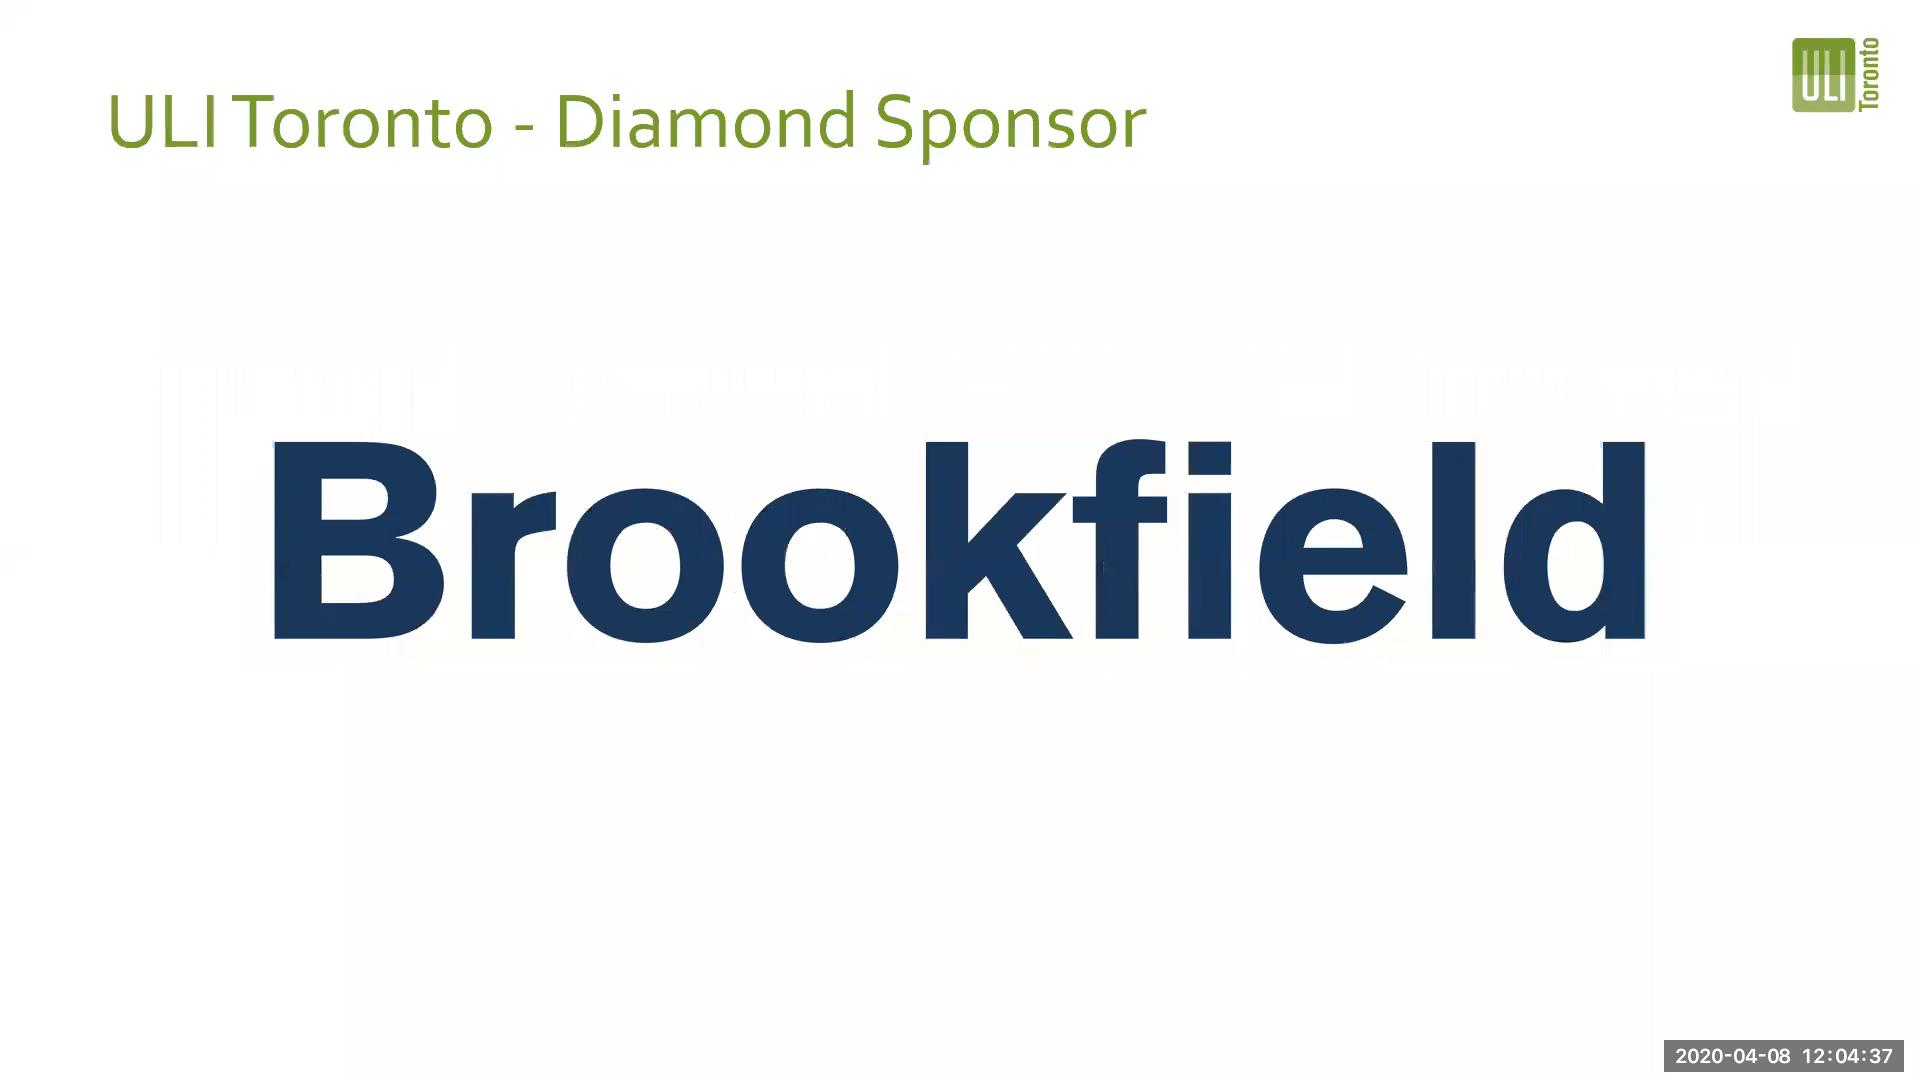 ULI Toronto - Diamond Sponsor
ULI Toronto
Brookfield
2020-04-08 12:04:37